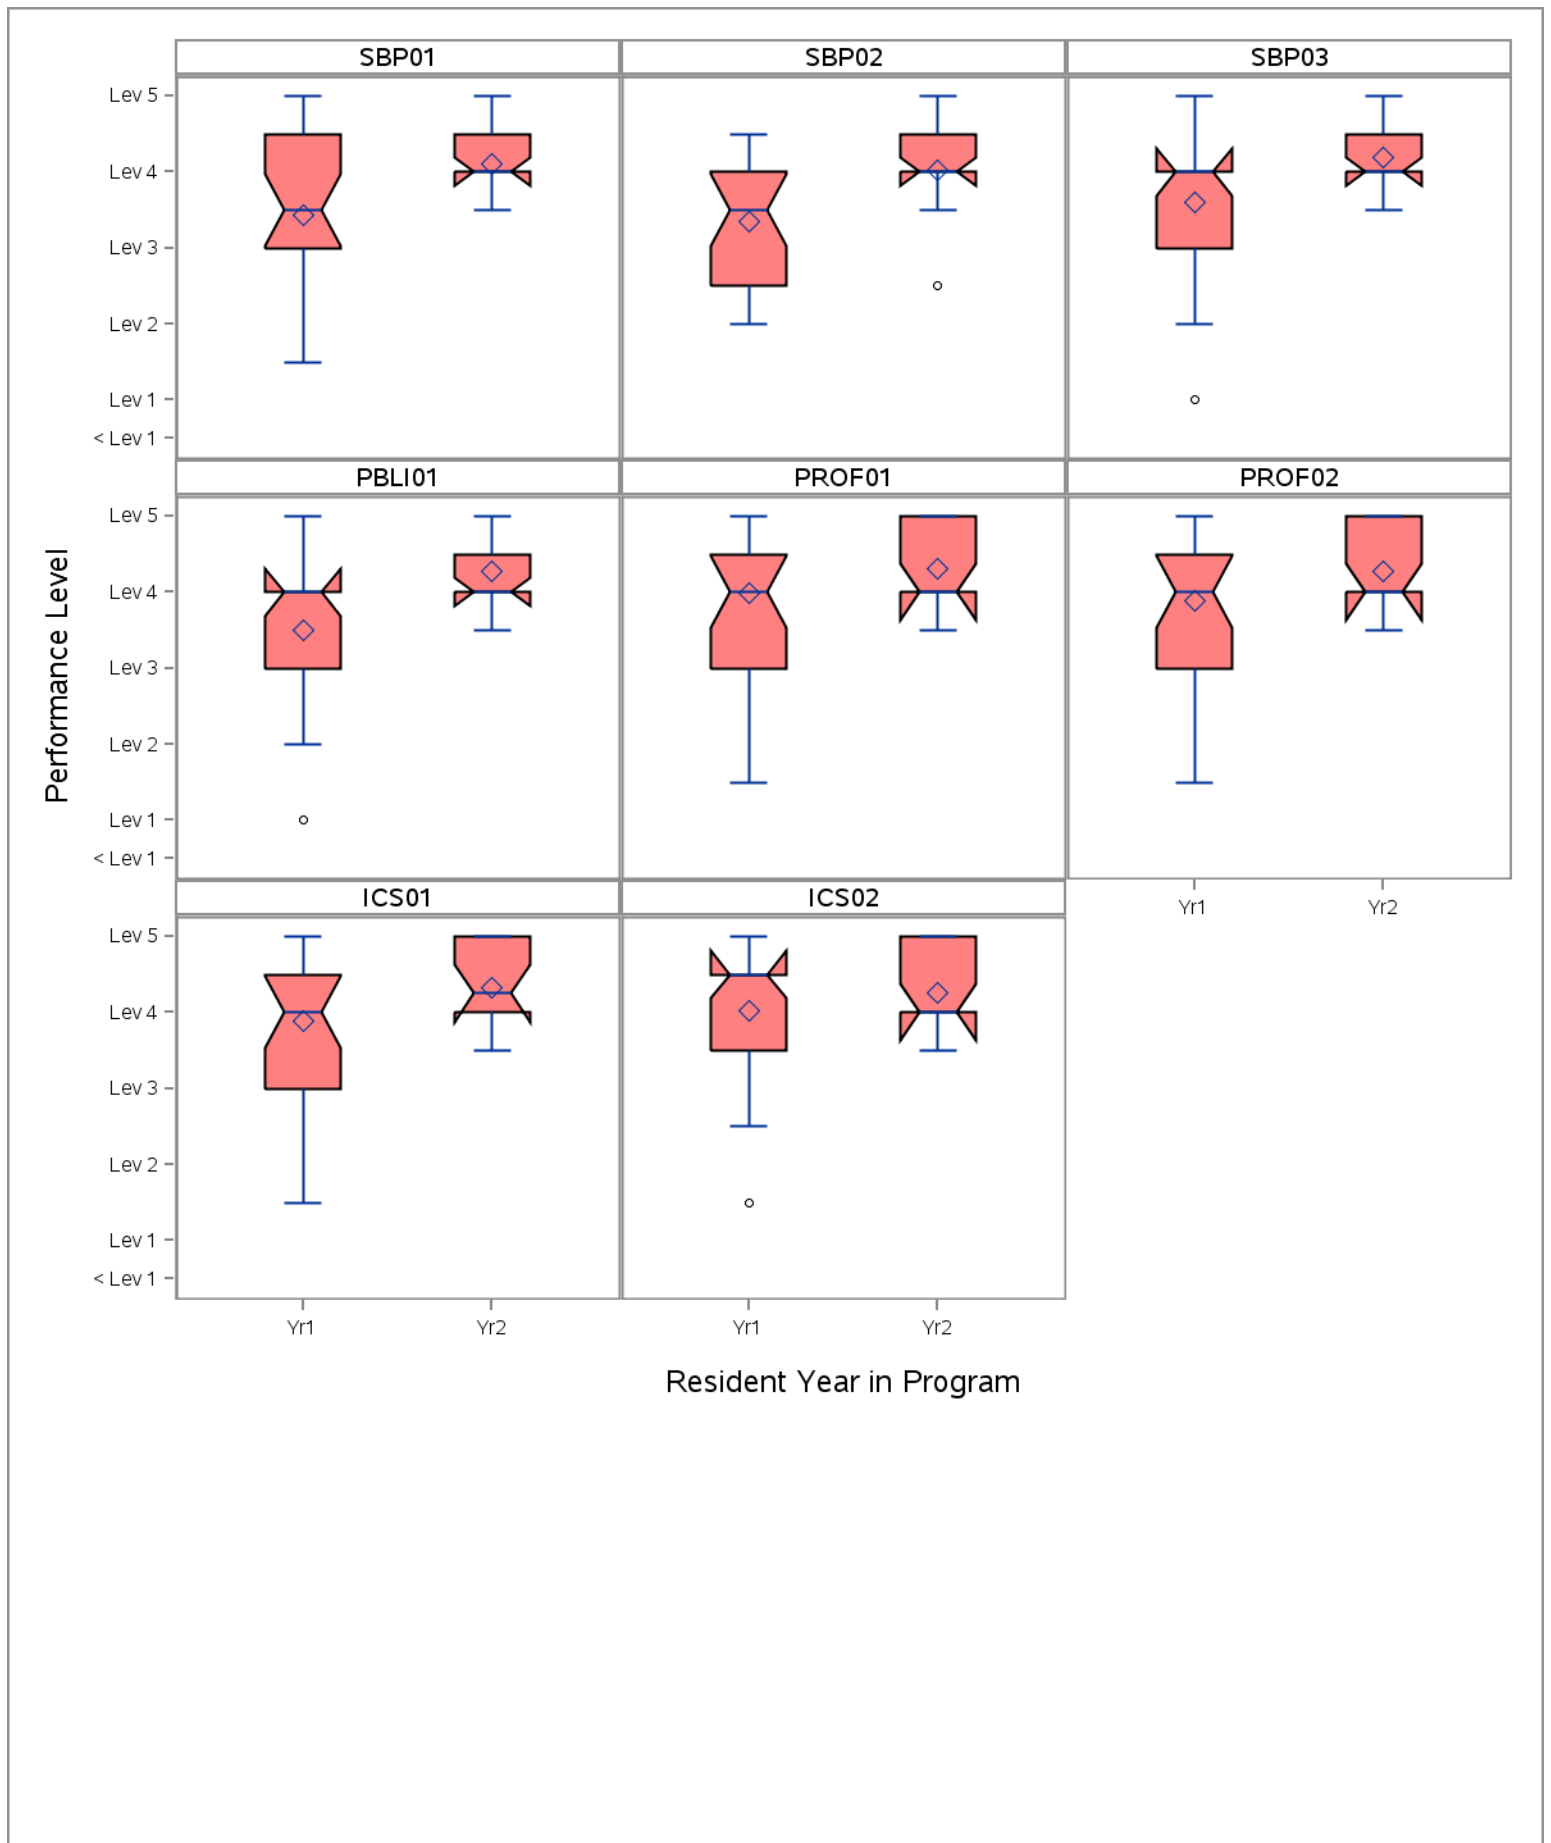 SBP01 SBP02 SBP03
Lev 5
Lev 4
Lev 3
Lev 2
Lev 1
< Lev 1
PBLI01 PROF01 PROF02
Performance Level
Lev 5
Lev 4
Lev 3
Lev 2
Lev 1
< Lev 1
Yr1 Yr2
ICS01 ICS02
Lev 5
Lev 4
Lev 3
Lev 2
Lev 1
< Lev 1
Yr1 Yr2 Yr1 Yr2
Resident Year in Program